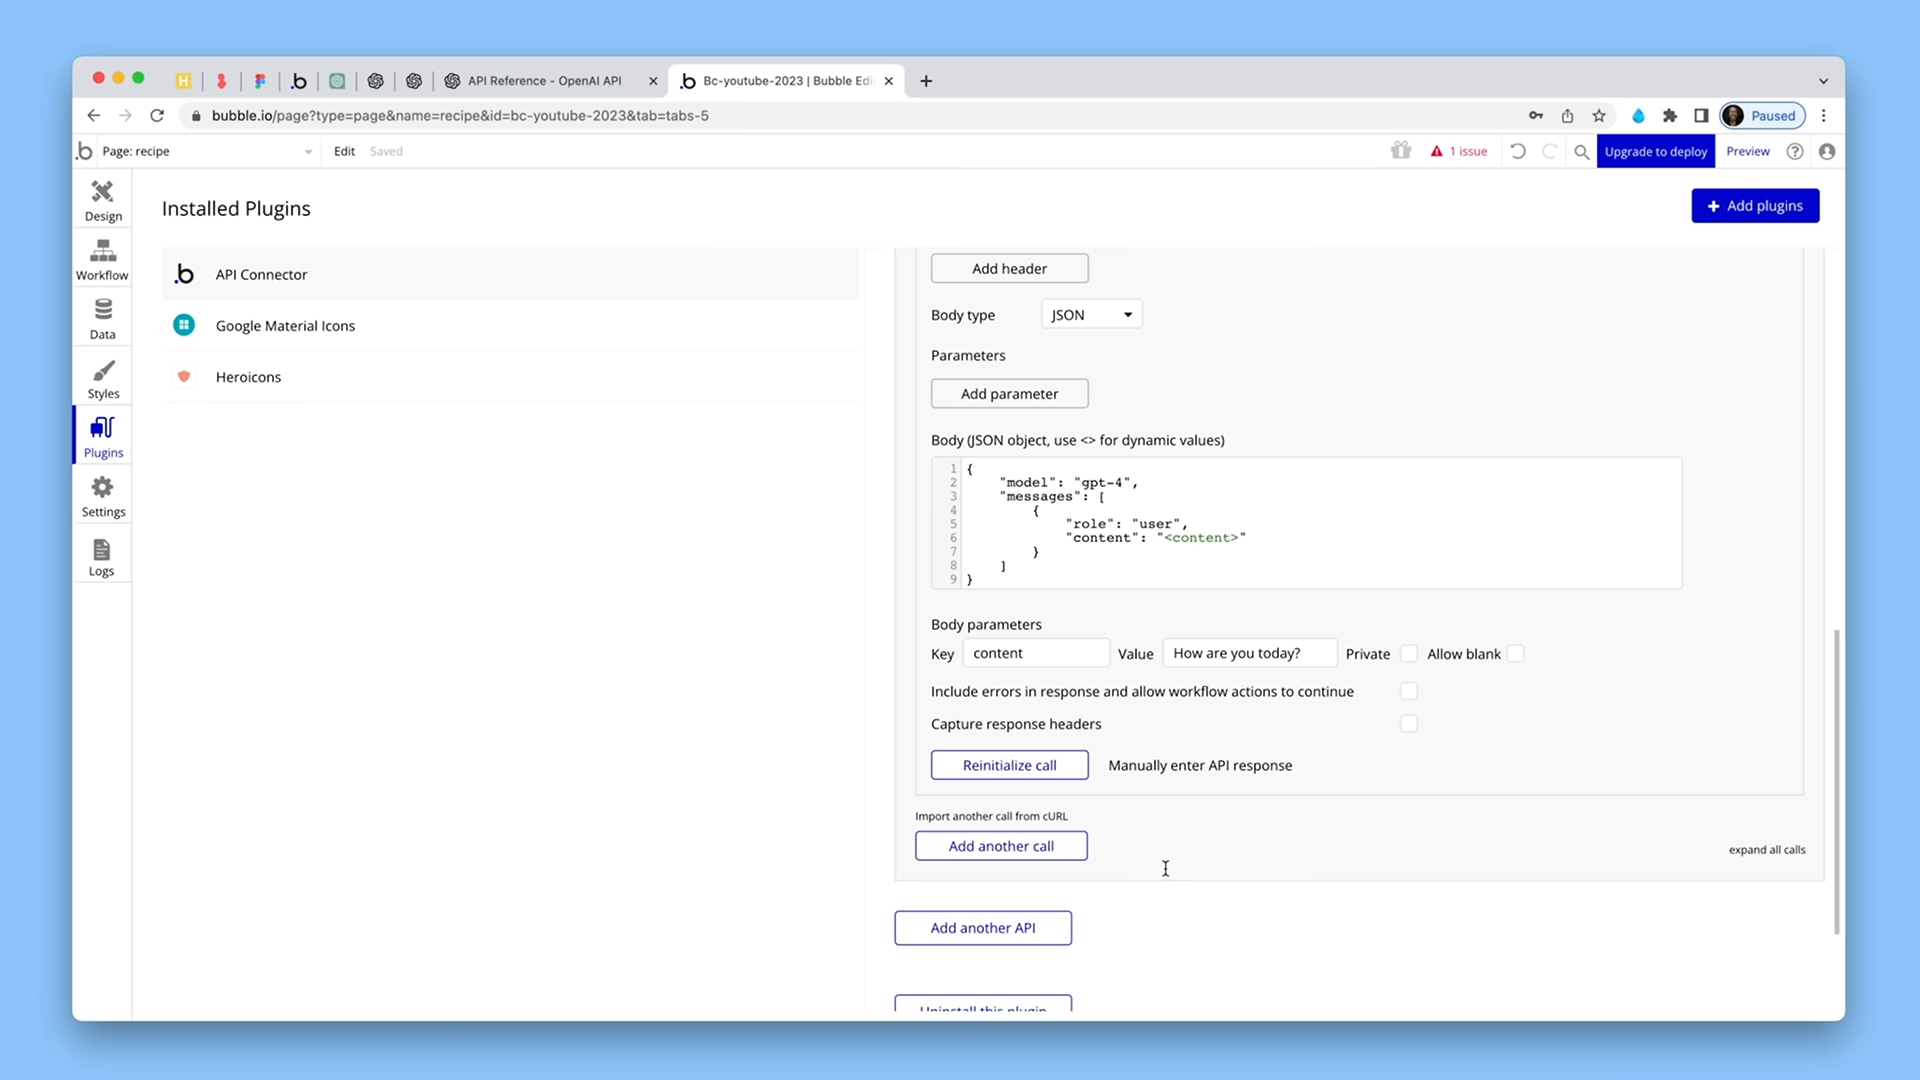 API Reference - OpenAI API
Bc-youtube-2023 | Bubble Edi
bubble.io/page?type=page&name=recipe&id=bc-youtube-2023&tab=tabs-5
Paused
Page: recipe
Edit
Saved
1 issue
Upgrade to deploy
Preview
Design
Workflow
Data
Styles
Plugins
Settings
Logs
Installed Plugins
+ Add plugins
API Connector
Google Material Icons
Heroicons
Add header
Body type
JSON
Parameters
Add parameter
Body (JSON object, use <> for dynamic values)
1 {
2 "model": "gpt-4",
3 "messages": [
4 {
5 "role": "user",
6 "content": "<content>"
7 }
8 ]
9 }
Body parameters
Key content Value How are you today? Private Allow blank
Include errors in response and allow workflow actions to continue
Capture response headers
Reinitialize call
Manually enter API response
Import another call from cURL
Add another call
expand all calls
Add another API
Uninstall this plugin